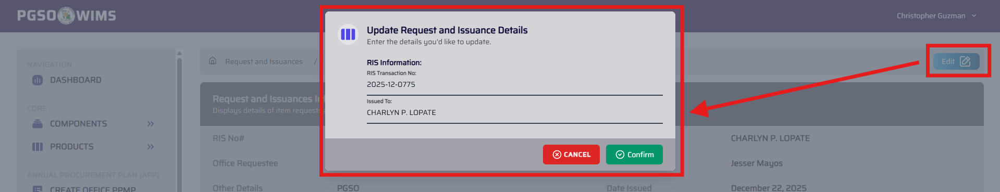 PGSO WIMS
Christopher Guzman
NAVIGATION
DASHBOARD
CORE
COMPONENTS
PRODUCTS
ANNUAL PROCUREMENT PLAN (APP)
CREATE OFFICE PPMP
Request and Issuances /
Edit
Update Request and Issuance Details
Enter the details you'd like to update.
RIS Information:
RIS Transaction No:
2025-12-0775
Issued To:
CHARLYN P. LOPATE
CANCEL
Confirm
Request and Issuances
Displays details of item requests
RIS No#
CHARLYN P. LOPATE
Office Requestee
Jesser Mayos
Other Details
PGSO
Date Issued
December 22, 2025